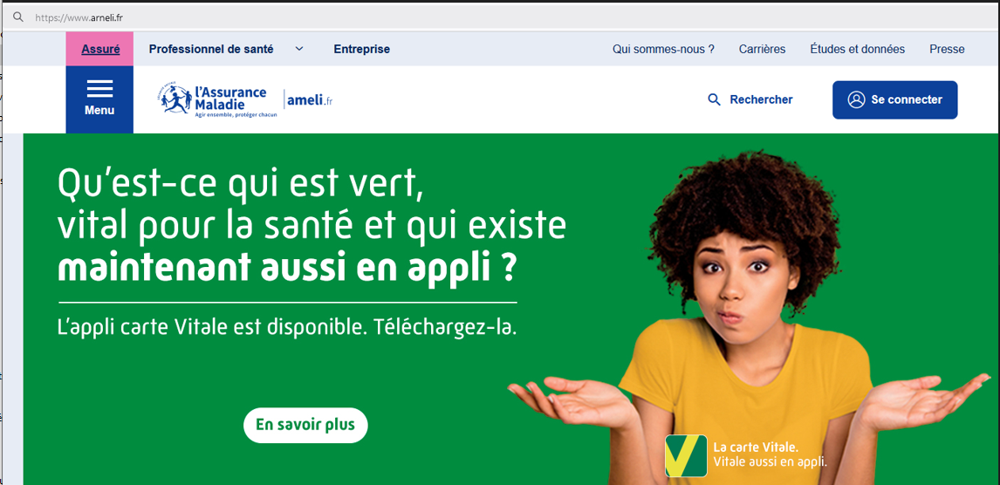 https://www.arneli.fr
Assuré Professionnel de santé Entreprise Qui sommes-nous ? Carrières Études et données Presse
Menu
l'Assurance
Maladie
Agir ensemble, protéger chacun
ameli.fr
Rechercher
Se connecter
Qu'est-ce qui est vert,
vital pour la santé et qui existe
maintenant aussi en appli ?
L'appli carte Vitale est disponible. Téléchargez-la.
En savoir plus
La carte Vitale.
Vitale aussi en appli.